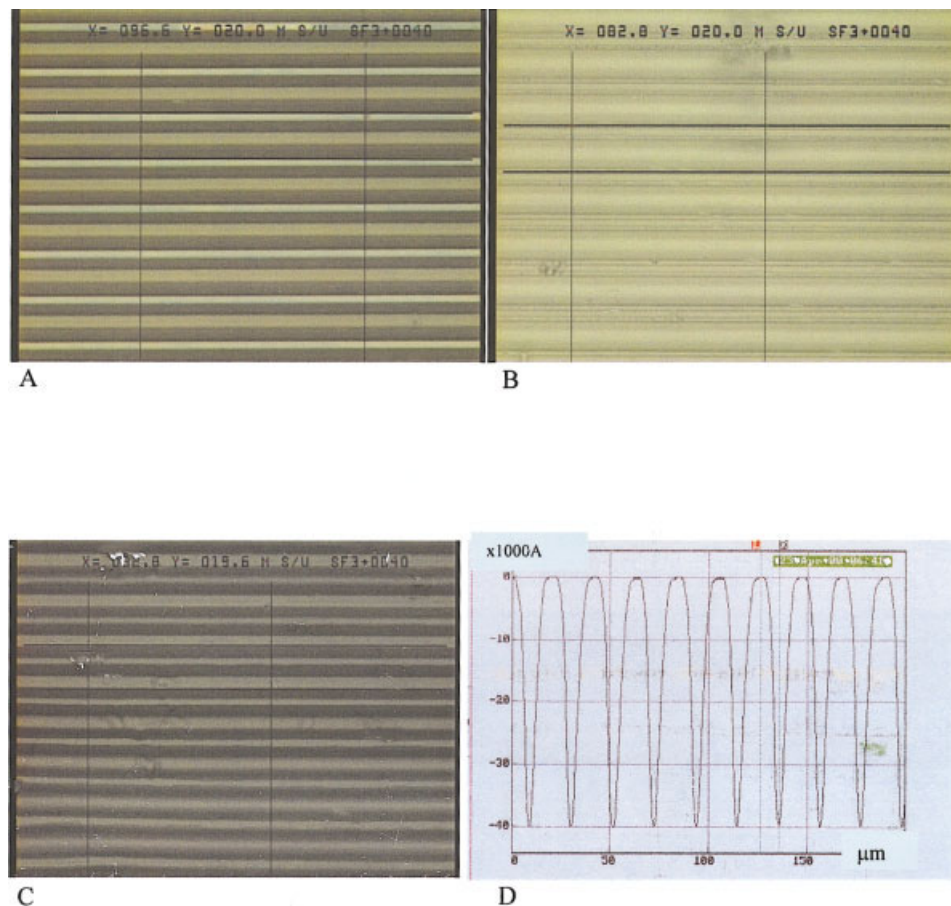 X= 096.6 Y= 020.0 M S/U SF3+0040
X= 082.8 Y= 020.0 M S/U SF3+0040
A
B
Y= 019.6 M S/U SF3+0040
x1000A
0
-10
-20
-30
-40
0 50 100 150 μm
C
D